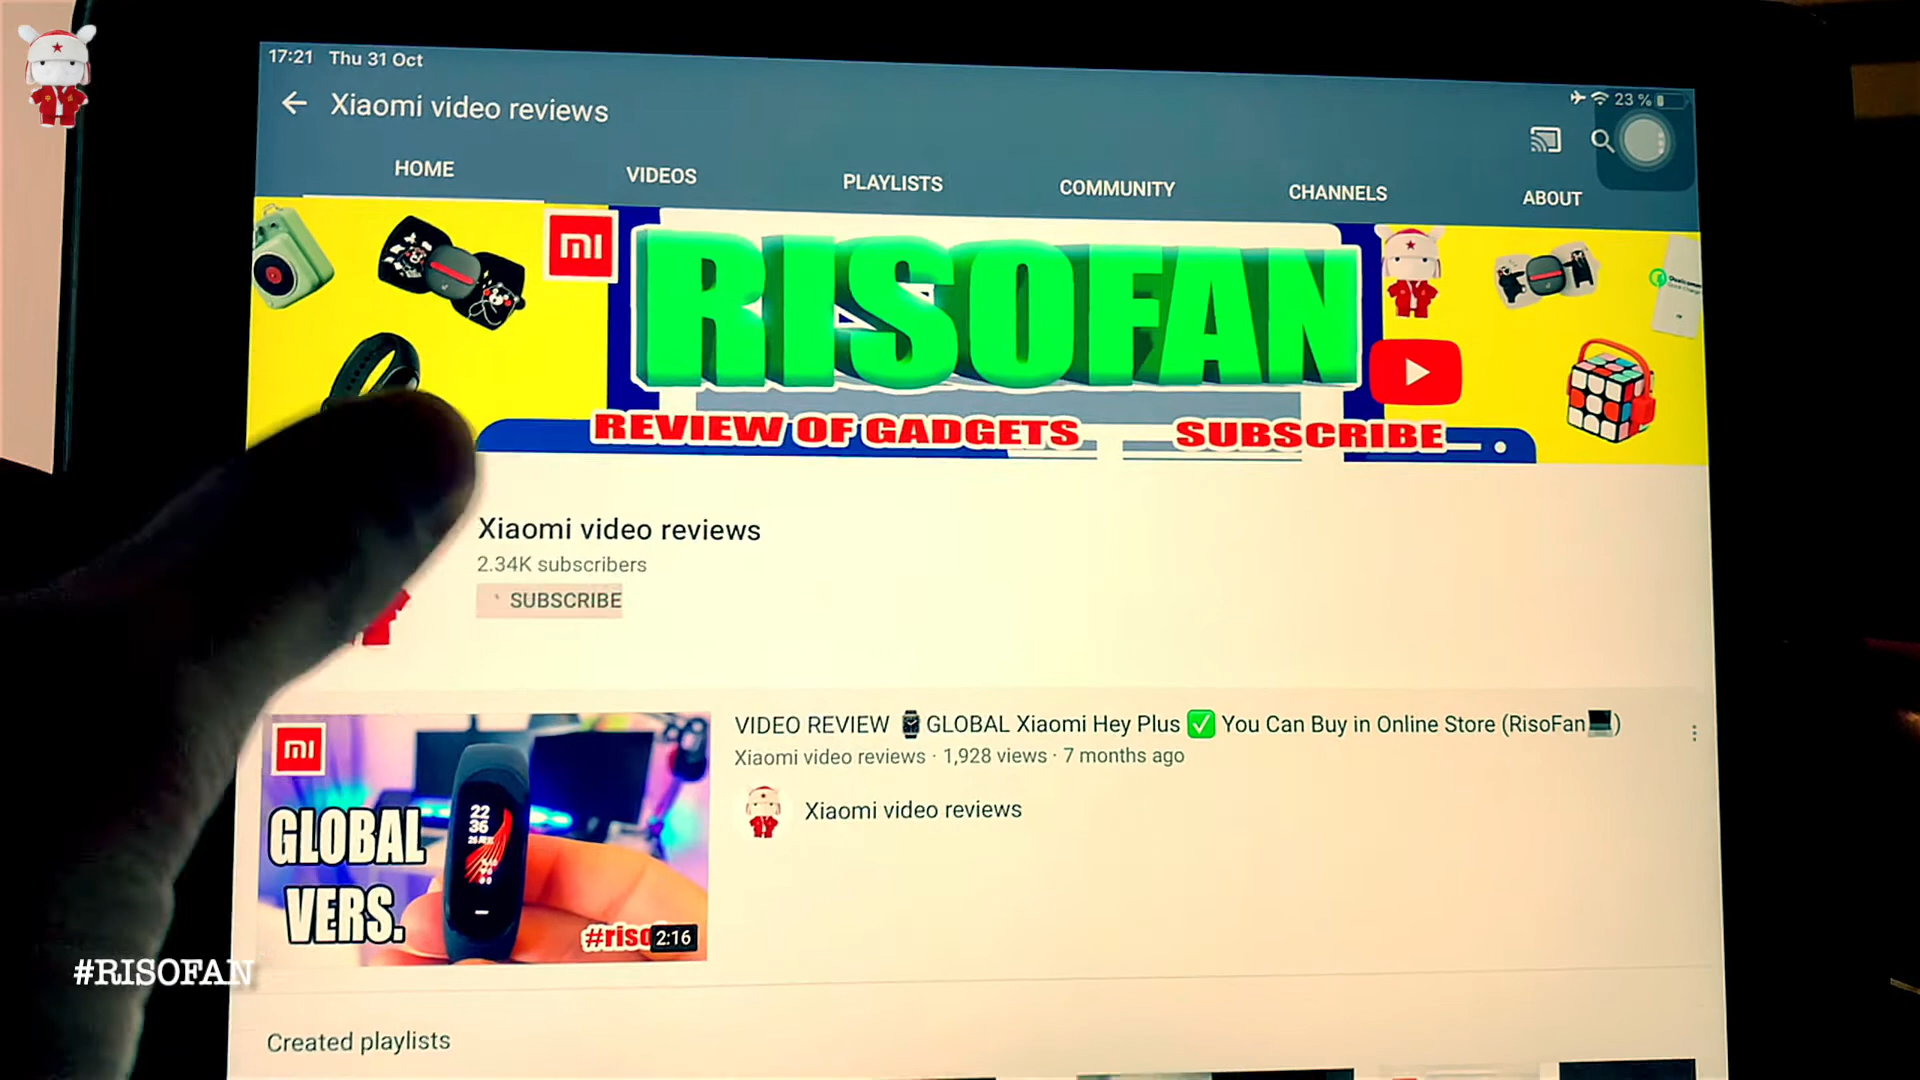 17:21 Thu 31 Oct
23 %
Xiaomi video reviews
HOME VIDEOS PLAYLISTS COMMUNITY CHANNELS ABOUT
MI
RISOFAN
REVIEW OF GADGETS SUBSCRIBE
Xiaomi video reviews
2.34K subscribers
SUBSCRIBE
VIDEO REVIEW ⌚ GLOBAL Xiaomi Hey Plus ✅ You Can Buy in Online Store (RisoFan💻)
Xiaomi video reviews · 1,928 views · 7 months ago
Xiaomi video reviews
MI
22
36
GLOBAL
VERS.
2:16
#RISOFAN
Created playlists